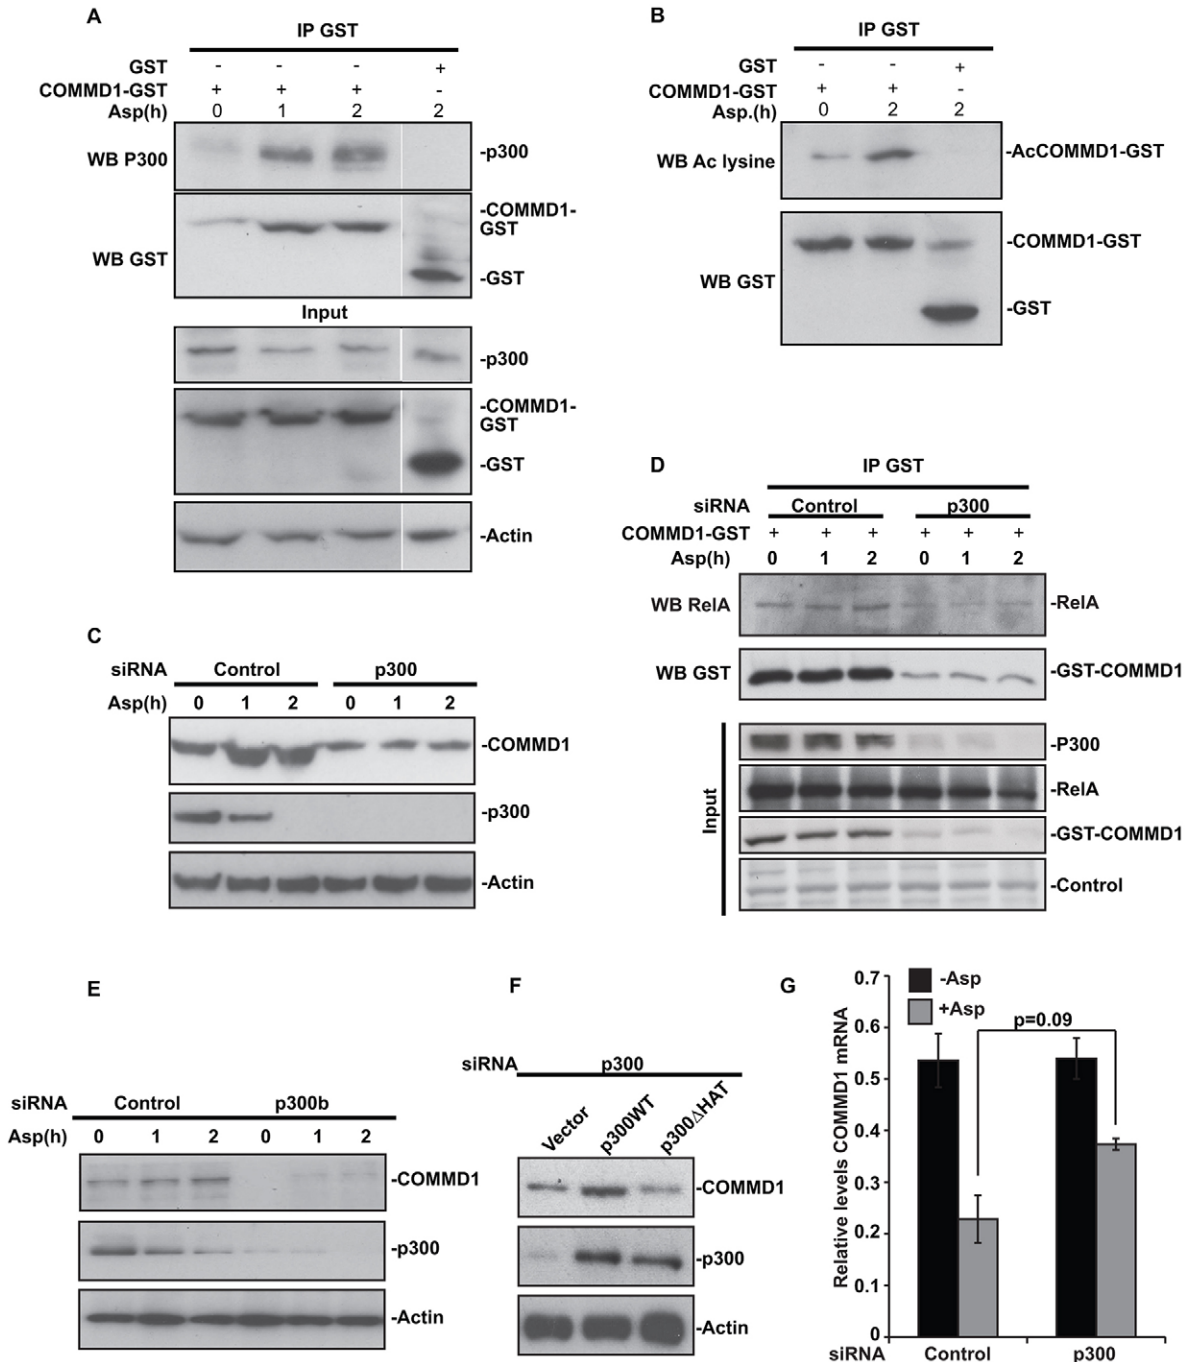 A
IP GST
GST - - - +
COMMD1-GST + + + -
Asp(h) 0 1 2 2
WB P300 -p300
WB GST -COMMD1-
GST
-GST
Input
-p300
-COMMD1-
GST
-GST
-Actin
B
IP GST
GST - - +
COMMD1-GST + + -
Asp.(h) 0 2 2
WB Ac lysine -AcCOMMD1-GST
WB GST -COMMD1-GST
-GST
C
siRNA Control p300
Asp(h) 0 1 2 0 1 2
-COMMD1
-p300
-Actin
D
IP GST
siRNA Control p300
COMMD1-GST + + + + + +
Asp(h) 0 1 2 0 1 2
WB RelA -RelA
WB GST -GST-COMMD1
Input
-P300
-RelA
-GST-COMMD1
-Control
E
siRNA Control p300b
Asp(h) 0 1 2 0 1 2
-COMMD1
-p300
-Actin
F
siRNA p300
Vector p300WT p300ΔHAT
-COMMD1
-p300
-Actin
G
-Asp
+Asp
p=0.09
Relative levels COMMD1 mRNA
0.7
0.6
0.5
0.4
0.3
0.2
0.1
0
siRNA Control p300